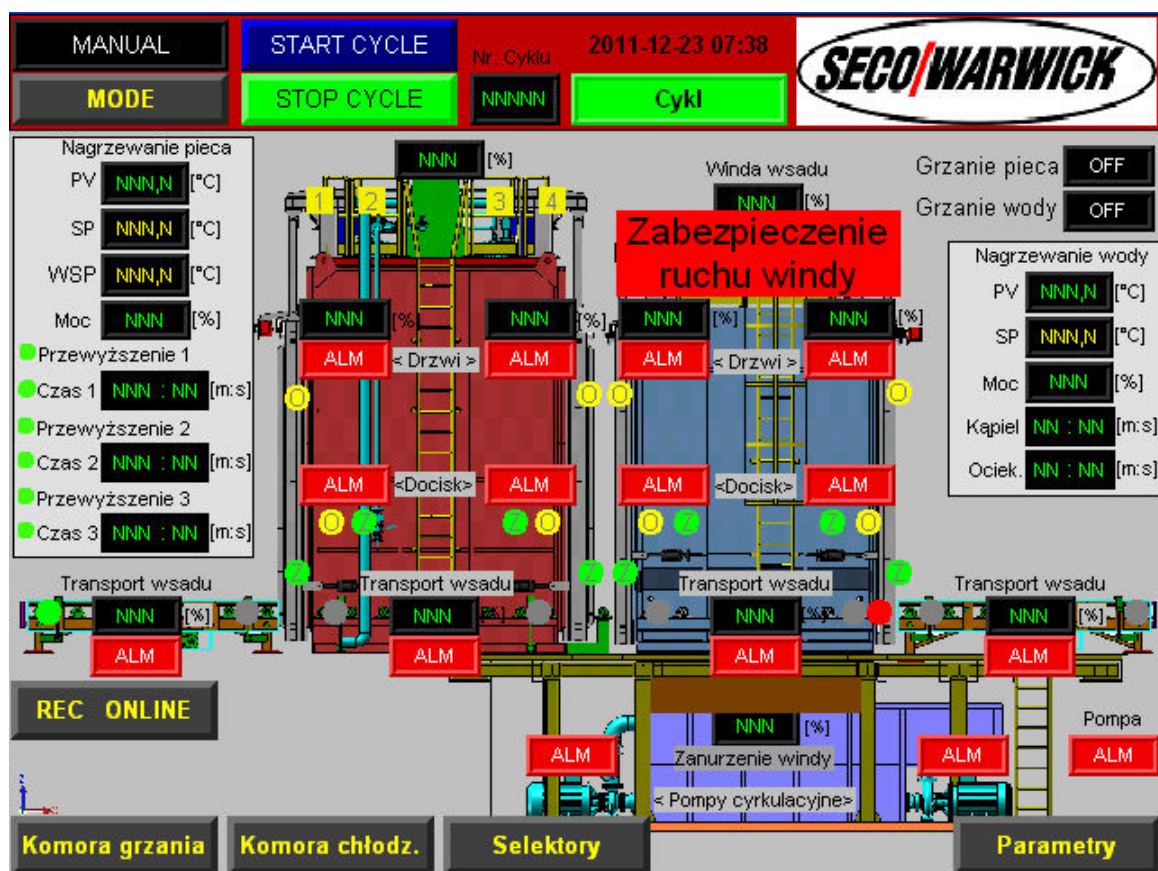 MANUAL
START CYCLE
Nr. Cyklu
2011-12-23 07:38
SECO/WARWICK
MODE
STOP CYCLE
NNNNN
Cykl
Nagrzewanie pieca
PV NNN,N [°C]
SP NNN,N [°C]
WSP NNN,N [°C]
Moc NNN [%]
Przewyższenie 1
Czas 1 NNN : NN [m:s]
Przewyższenie 2
Czas 2 NNN : NN [m:s]
Przewyższenie 3
Czas 3 NNN : NN [m:s]
NNN [%]
1 2 3 4
Winda wsadu
NNN [%]
Zabezpieczenie
ruchu windy
Grzanie pieca OFF
Grzanie wody OFF
Nagrzewanie wody
PV NNN,N [°C]
SP NNN,N [°C]
Moc NNN [%]
Kąpiel NN : NN [m:s]
Ociek. NN : NN [m:s]
NNN [%] NNN [%] NNN [%] NNN [%]
ALM < Drzwi > ALM ALM < Drzwi > ALM
O O O O
ALM <Docisk> ALM ALM <Docisk> ALM
O Z Z O O Z Z O
Z Z Z Z
Transport wsadu Transport wsadu Transport wsadu Transport wsadu
NNN [%] NNN [%] NNN [%] NNN [%]
ALM ALM ALM ALM
REC ONLINE
NNN [%]
Pompa
ALM Zanurzenie windy ALM ALM
< Pompy cyrkulacyjne>
Komora grzania
Komora chłodz.
Selektory
Parametry